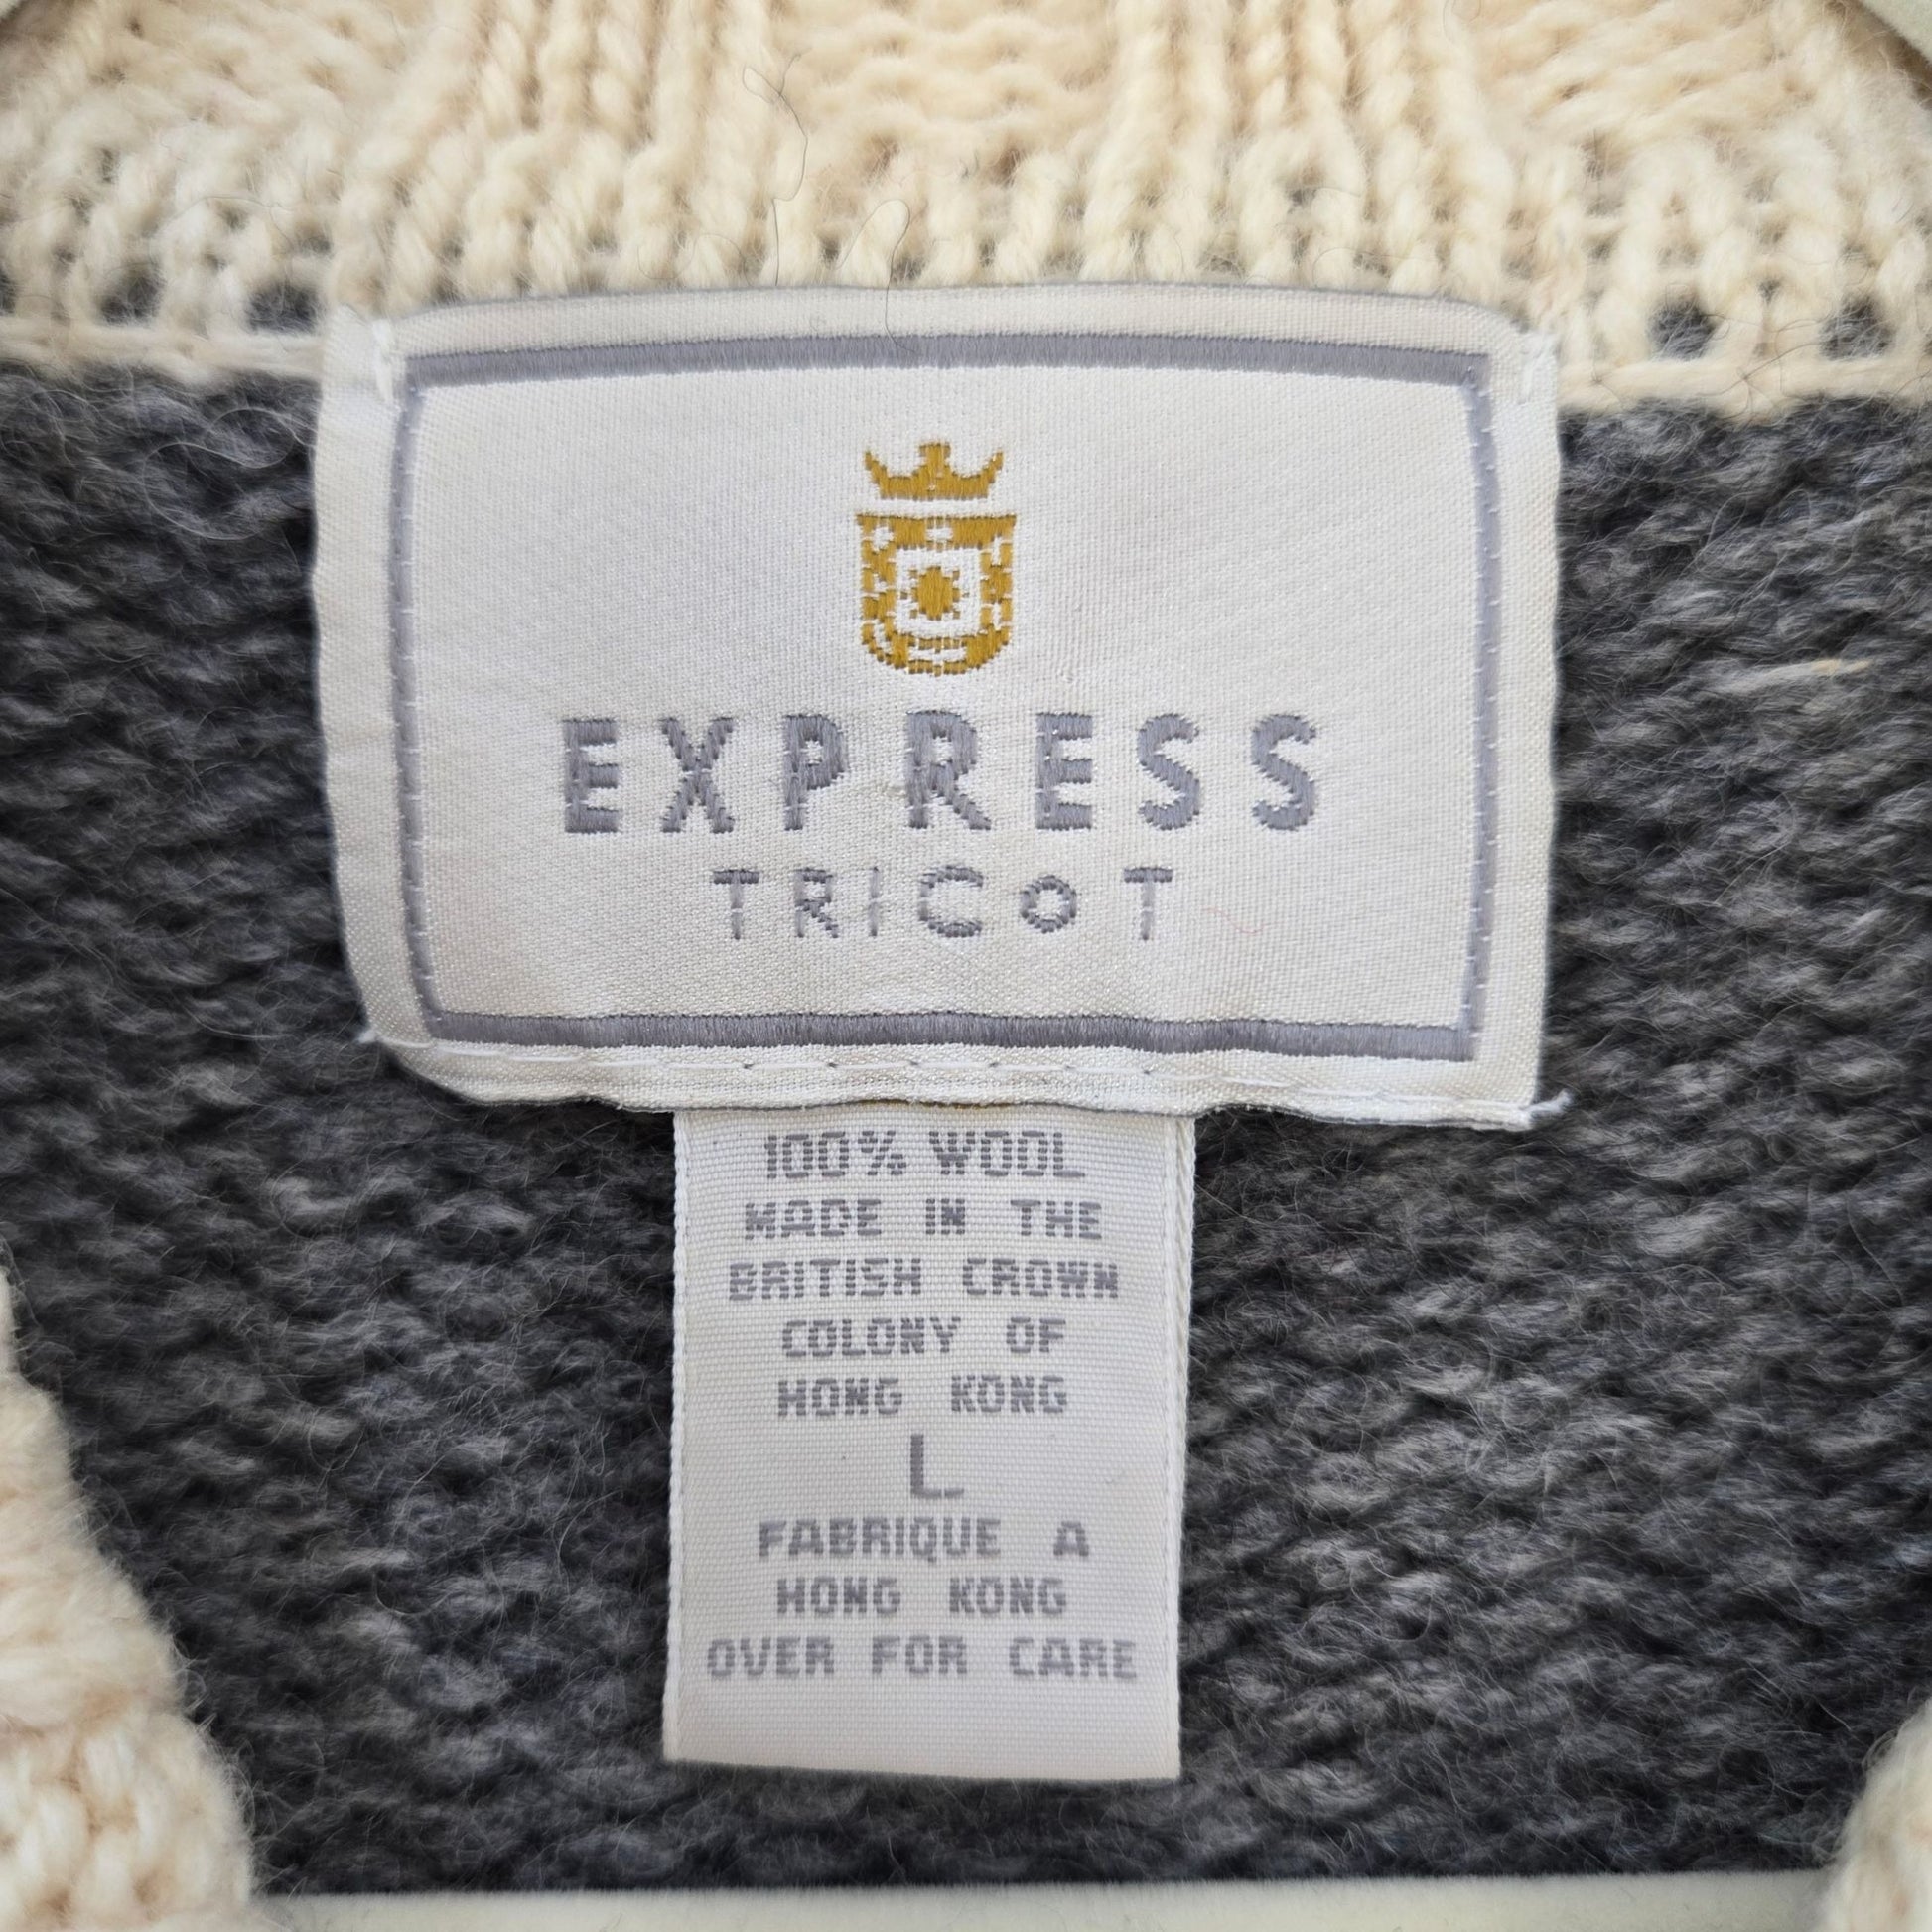 EXPRESS
TRICOT
100% WOOL
MADE IN THE
BRITISH CROWN
COLONY OF
HONG KONG
L
FABRIQUE A
HONG KONG
OVER FOR CARE